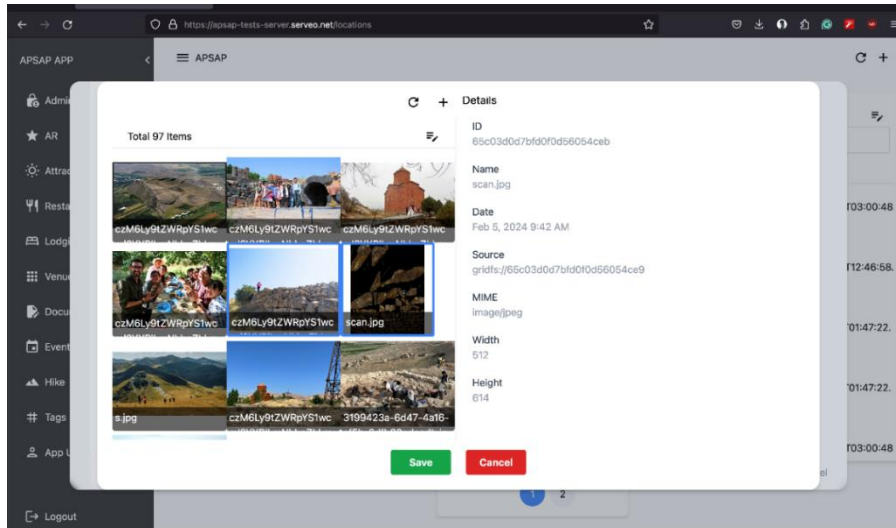 https://apsap-tests-server.serveo.net/locations
APSAP APP
APSAP
Admi
AR
Attrac
Resta
Lodgi
Venue
Docu
Event
Hike
Tags
App U
Logout
Total 97 Items
czM6Ly9tZWRpYS1wc
czM6Ly9tZWRpYS1wc
czM6Ly9tZWRpYS1wc
czM6Ly9tZWRpYS1wc
czM6Ly9tZWRpYS1wc
scan.jpg
s.jpg
czM6Ly9tZWRpYS1wc
3199423a-6d47-4a16-
Details
ID
65c03d0d7bfd0f0d56054ceb
Name
scan.jpg
Date
Feb 5, 2024 9:42 AM
Source
gridfs://65c03d0d7bfd0f0d56054ce9
MIME
image/jpeg
Width
512
Height
614
Save
Cancel
T03:00:48
T12:46:58.
T01:47:22.
T01:47:22.
T03:00:48
el
1 2